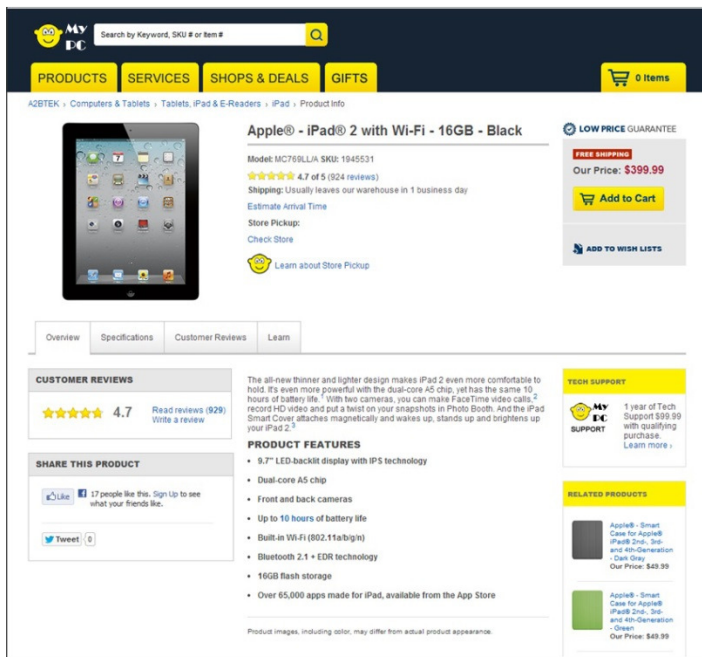 My
PC
Search by Keyword, SKU # or Item #
PRODUCTS
SERVICES
SHOPS & DEALS
GIFTS
0 Items
A2BTEK › Computers & Tablets › Tablets, iPad & E-Readers › iPad › Product Info
Apple® - iPad® 2 with Wi-Fi - 16GB - Black
Model: MC769LL/A SKU: 1945531
4.7 of 5 (924 reviews)
Shipping: Usually leaves our warehouse in 1 business day
Estimate Arrival Time
Store Pickup:
Check Store
Learn about Store Pickup
LOW PRICE GUARANTEE
FREE SHIPPING
Our Price: $399.99
Add to Cart
ADD TO WISH LISTS
Overview
Specifications
Customer Reviews
Learn
CUSTOMER REVIEWS
4.7
Read reviews (929)
Write a review
SHARE THIS PRODUCT
Like
17 people like this. Sign Up to see
what your friends like.
Tweet
0
The all-new thinner and lighter design makes iPad 2 even more comfortable to
hold. It's even more powerful with the dual-core A5 chip, yet has the same 10
hours of battery life.1 With two cameras, you can make FaceTime video calls,2
record HD video and put a twist on your snapshots in Photo Booth. And the iPad
Smart Cover attaches magnetically and wakes up, stands up and brightens up
your iPad 2.3
PRODUCT FEATURES
• 9.7" LED-backlit display with IPS technology
• Dual-core A5 chip
• Front and back cameras
• Up to 10 hours of battery life
• Built-in Wi-Fi (802.11a/b/g/n)
• Bluetooth 2.1 + EDR technology
• 16GB flash storage
• Over 65,000 apps made for iPad, available from the App Store
Product images, including color, may differ from actual product appearance.
TECH SUPPORT
My
PC
SUPPORT
1 year of Tech
Support $99.99
with qualifying
purchase.
Learn more ›
RELATED PRODUCTS
Apple® - Smart
Case for Apple®
iPad® 2nd-, 3rd-
and 4th-Generation
- Dark Gray
Our Price: $49.99
Apple® - Smart
Case for Apple®
iPad® 2nd-, 3rd-
and 4th-Generation
- Green
Our Price: $49.99